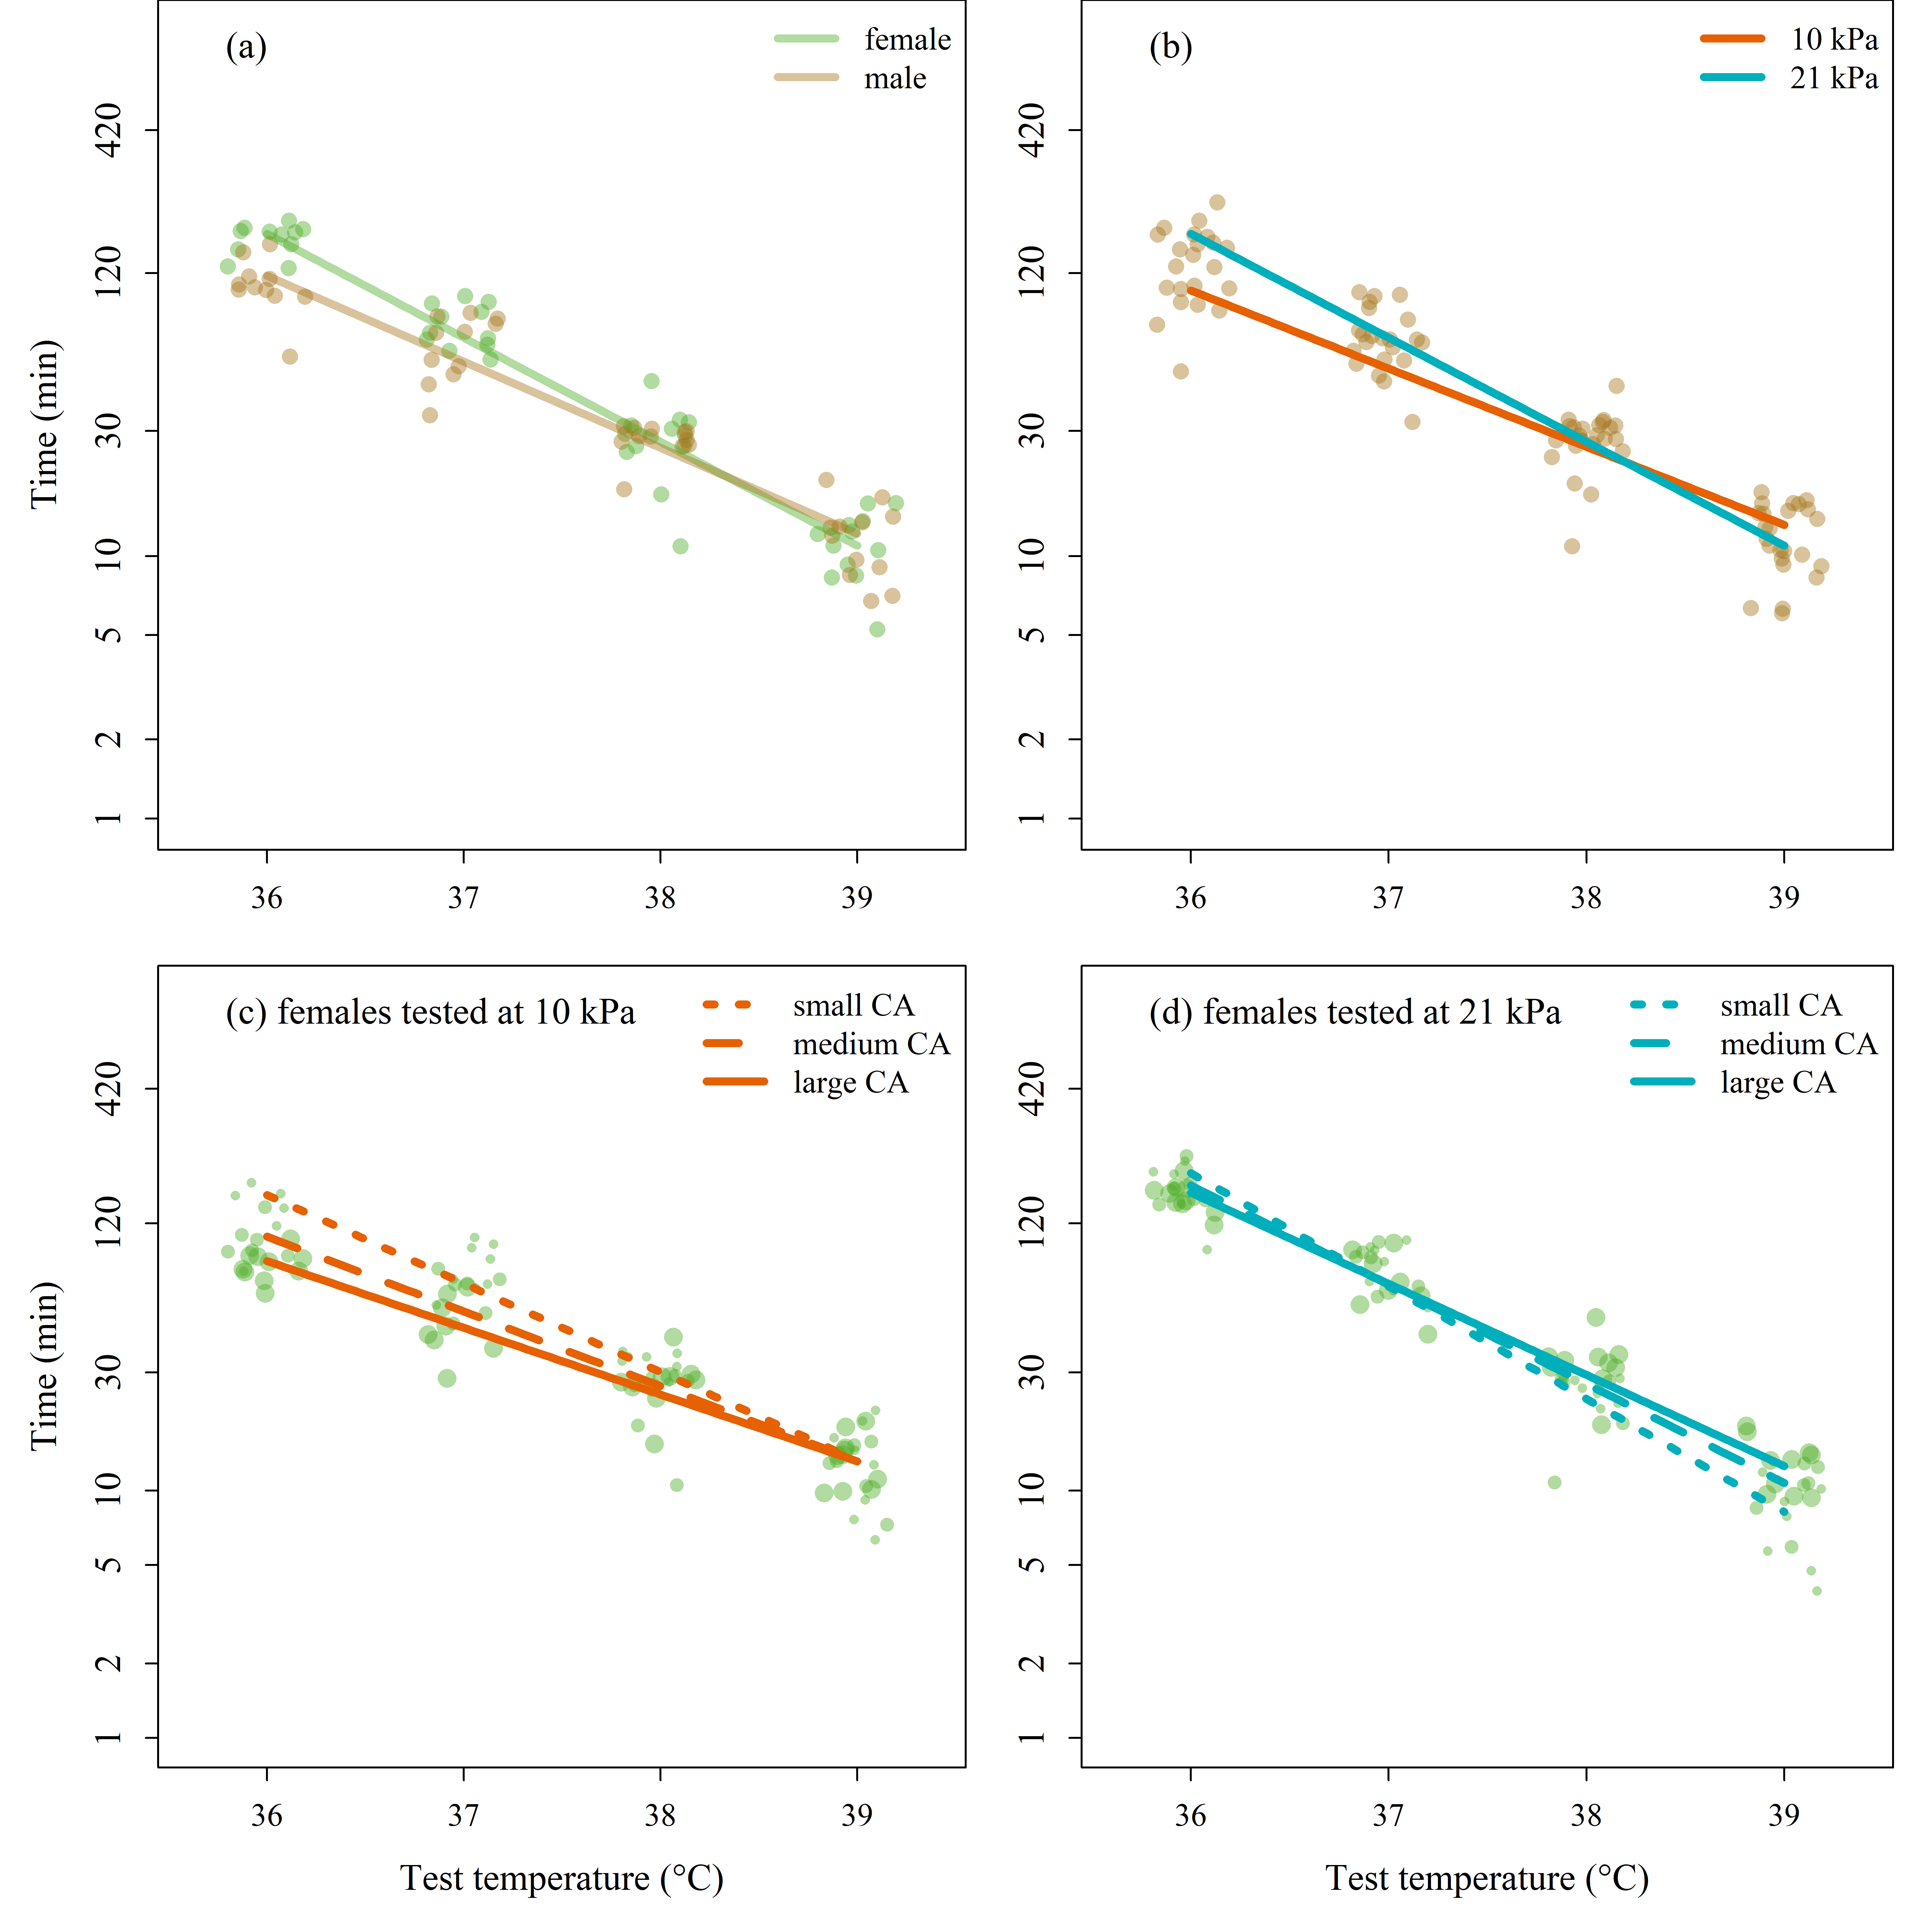 (a)
female
male
Time (min)
420
120
30
10
5
2
1
36 37 38 39
(b)
10 kPa
21 kPa
420
120
30
10
5
2
1
36 37 38 39
(c) females tested at 10 kPa
small CA
medium CA
large CA
Time (min)
420
120
30
10
5
2
1
36 37 38 39
Test temperature (°C)
(d) females tested at 21 kPa
small CA
medium CA
large CA
420
120
30
10
5
2
1
36 37 38 39
Test temperature (°C)